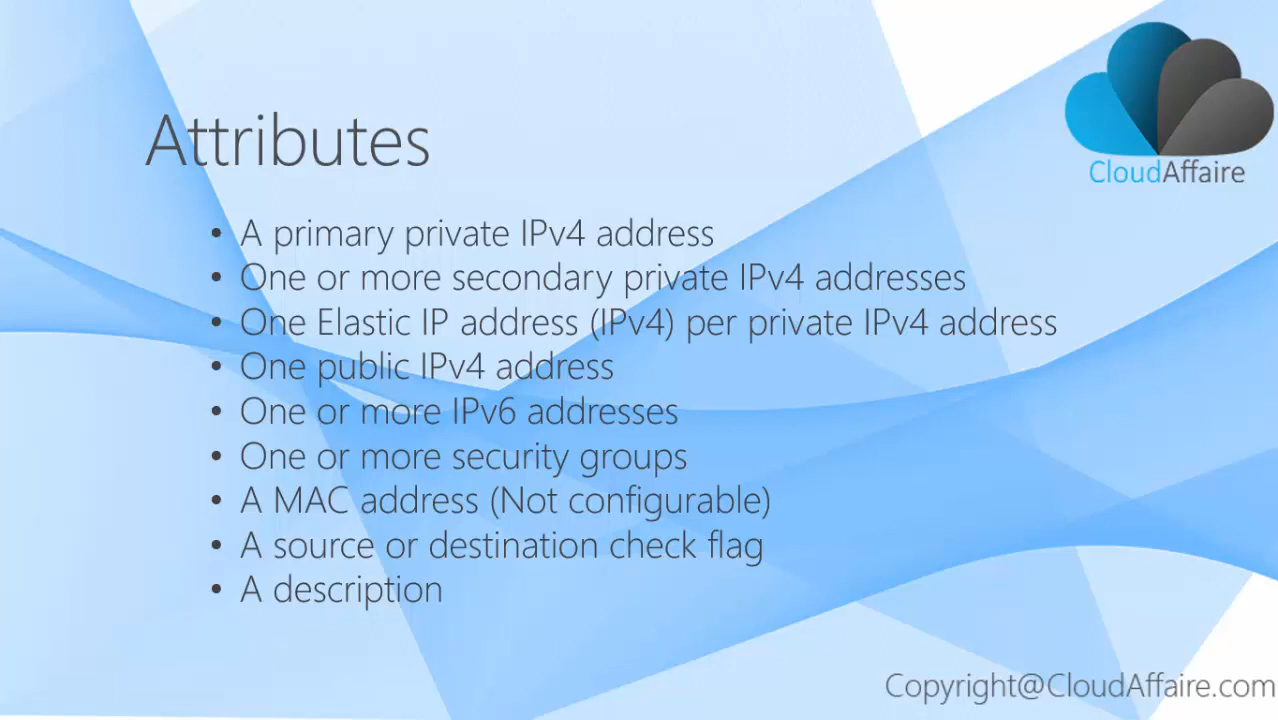 CloudAffaire
Attributes
• A primary private IPv4 address
• One or more secondary private IPv4 addresses
• One Elastic IP address (IPv4) per private IPv4 address
• One public IPv4 address
• One or more IPv6 addresses
• One or more security groups
• A MAC address (Not configurable)
• A source or destination check flag
• A description
Copyright@CloudAffaire.com